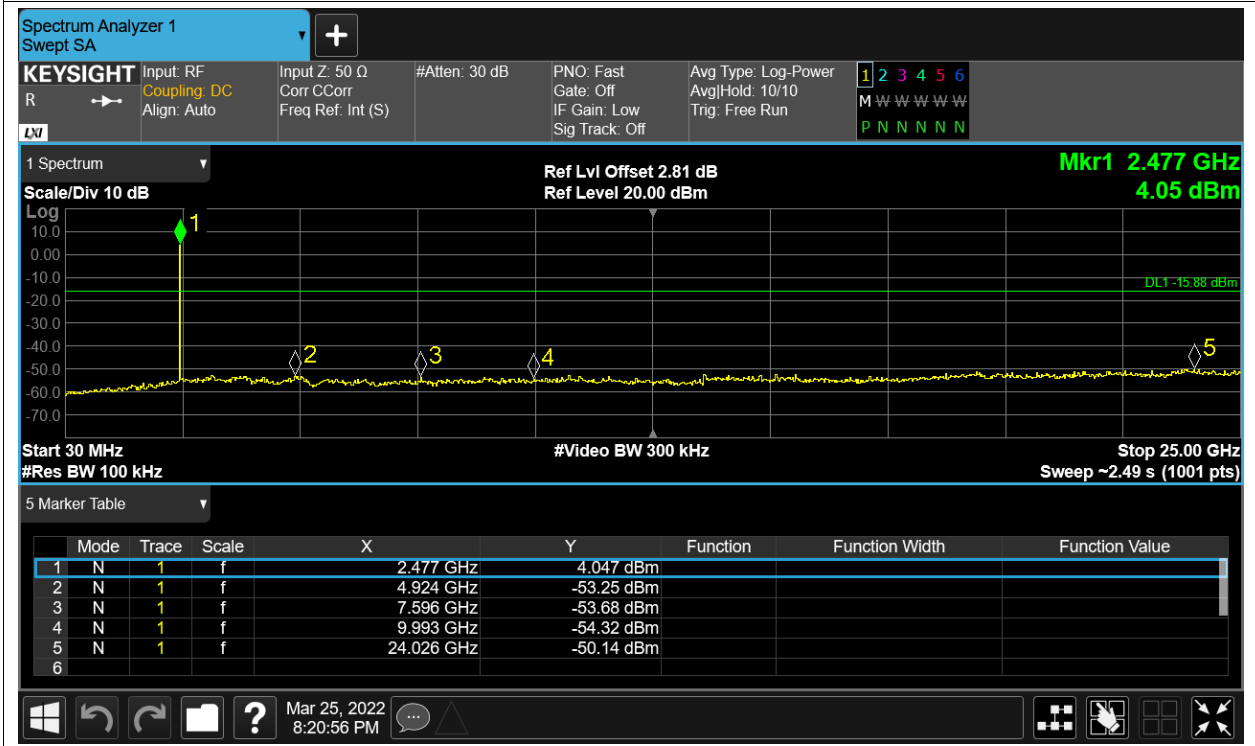 Spectrum Analyzer 1
Swept SA
+
KEYSIGHT Input: RF Input Z: 50 Ω #Atten: 30 dB PNO: Fast Avg Type: Log-Power 1 2 3 4 5 6
R Coupling: DC Corr CCorr Gate: Off Avg|Hold: 10/10 M W W W W W
Align: Auto Freq Ref: Int (S) IF Gain: Low Trig: Free Run
LXI Sig Track: Off P N N N N N
1 Spectrum Ref Lvl Offset 2.81 dB Mkr1 2.477 GHz
Scale/Div 10 dB Ref Level 20.00 dBm 4.05 dBm
Log
1
10.0
0.00
-10.0
DL1 -15.88 dBm
-20.0
-30.0
-40.0
2 3 4 5
-50.0
-60.0
-70.0
Start 30 MHz #Video BW 300 kHz Stop 25.00 GHz
#Res BW 100 kHz Sweep ~2.49 s (1001 pts)
5 Marker Table
Mode Trace Scale X Y Function Function Width Function Value
1 N 1 f 2.477 GHz 4.047 dBm
2 N 1 f 4.924 GHz -53.25 dBm
3 N 1 f 7.596 GHz -53.68 dBm
4 N 1 f 9.993 GHz -54.32 dBm
5 N 1 f 24.026 GHz -50.14 dBm
6
? Mar 25, 2022
8:20:56 PM